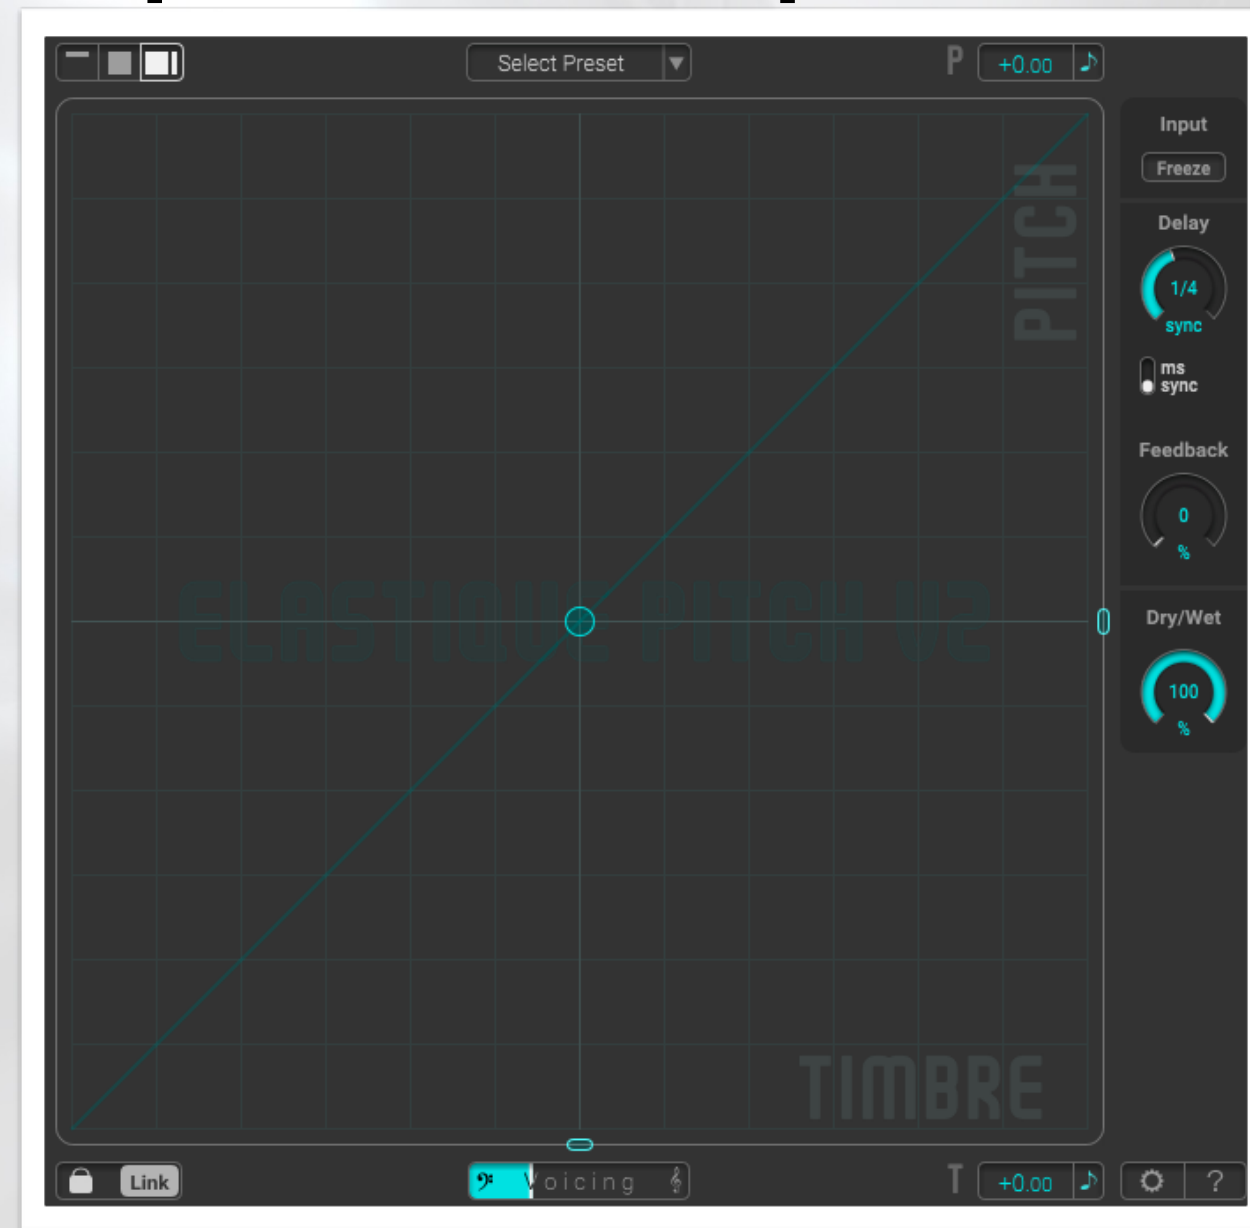 Select Preset
P +0.00
Input
Freeze
PITCH
Delay
1/4
sync
ms
sync
Feedback
0
%
ELASTIQUE PITCH V2
Dry/Wet
100
%
TIMBRE
Link
Voicing
T +0.00
?